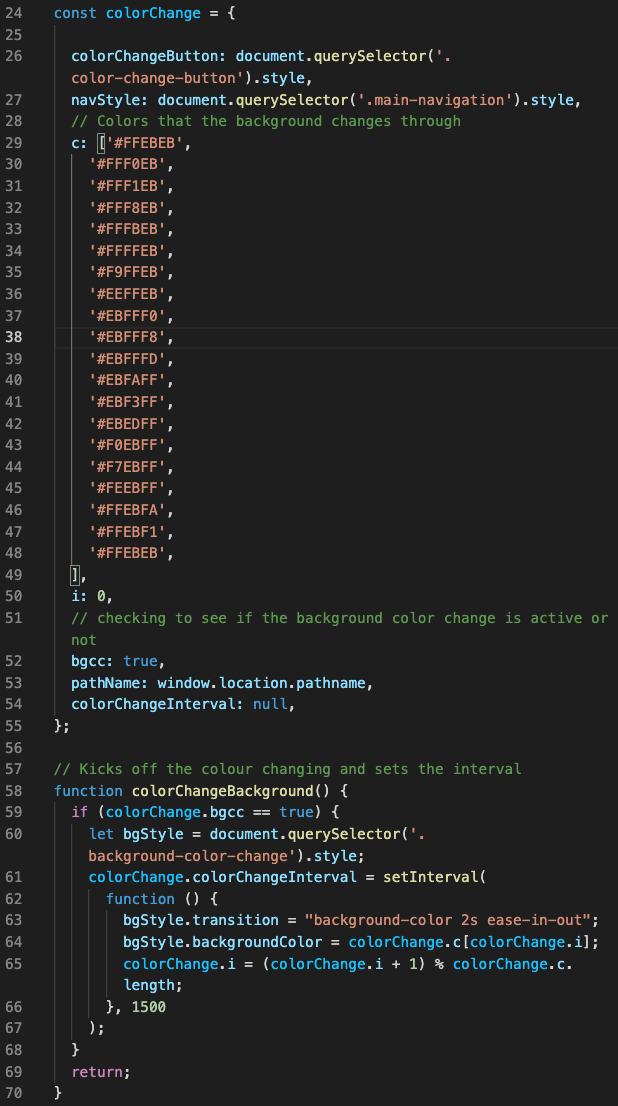 24 const colorChange = {
25
26 colorChangeButton: document.querySelector('.
color-change-button').style,
27 navStyle: document.querySelector('.main-navigation').style,
28 // Colors that the background changes through
29 c: ['#FFEBEB',
30 '#FFF0EB',
31 '#FFF1EB',
32 '#FFF8EB',
33 '#FFFBEB',
34 '#FFFFEB',
35 '#F9FFEB',
36 '#EEFFEB',
37 '#EBFFF0',
38 '#EBFFF8',
39 '#EBFFFD',
40 '#EBFAFF',
41 '#EBF3FF',
42 '#EBEDFF',
43 '#F0EBFF',
44 '#F7EBFF',
45 '#FEEBFF',
46 '#FFEBFA',
47 '#FFEBF1',
48 '#FFEBEB',
49 ],
50 i: 0,
51 // checking to see if the background color change is active or
not
52 bgcc: true,
53 pathName: window.location.pathname,
54 colorChangeInterval: null,
55 };
56
57 // Kicks off the colour changing and sets the interval
58 function colorChangeBackground() {
59 if (colorChange.bgcc == true) {
60 let bgStyle = document.querySelector('.
background-color-change').style;
61 colorChange.colorChangeInterval = setInterval(
62 function () {
63 bgStyle.transition = "background-color 2s ease-in-out";
64 bgStyle.backgroundColor = colorChange.c[colorChange.i];
65 colorChange.i = (colorChange.i + 1) % colorChange.c.
length;
66 }, 1500
67 );
68 }
69 return;
70 }